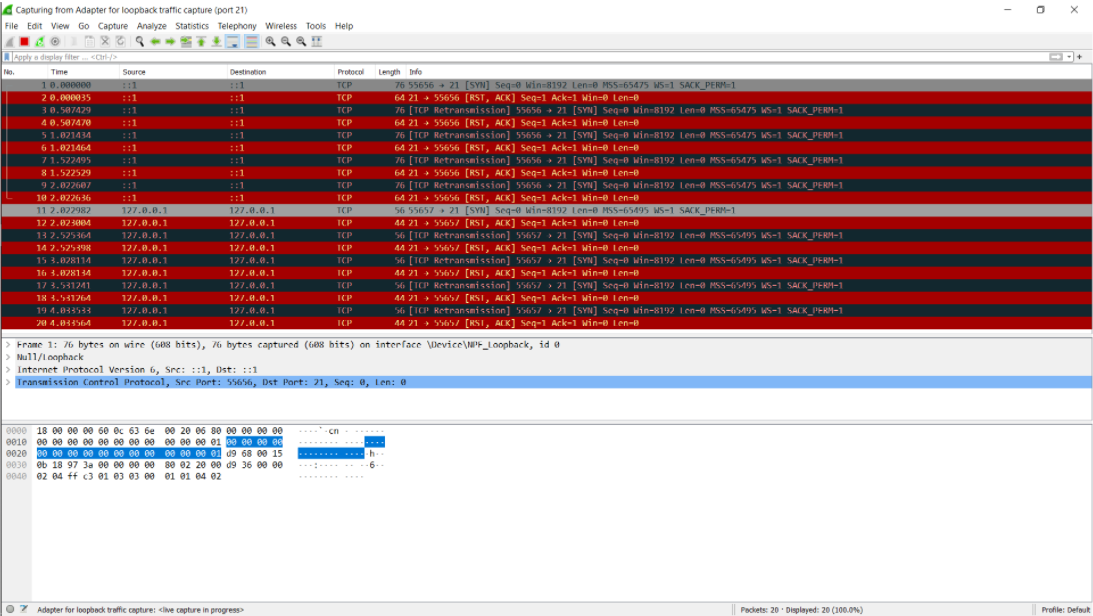 Capturing from Adapter for loopback traffic capture (port 21)
File Edit View Go Capture Analyze Statistics Telephony Wireless Tools Help
Apply a display filter ... <Ctrl-/>
No. Time Source Destination Protocol Length Info
1 0.000000 ::1 ::1 TCP 76 55656 → 21 [SYN] Seq=0 Win=8192 Len=0 MSS=65475 WS=1 SACK_PERM=1
2 0.000035 ::1 ::1 TCP 64 21 → 55656 [RST, ACK] Seq=1 Ack=1 Win=0 Len=0
3 0.507429 ::1 ::1 TCP 76 [TCP Retransmission] 55656 → 21 [SYN] Seq=0 Win=8192 Len=0 MSS=65475 WS=1 SACK_PERM=1
4 0.507470 ::1 ::1 TCP 64 21 → 55656 [RST, ACK] Seq=1 Ack=1 Win=0 Len=0
5 1.021434 ::1 ::1 TCP 76 [TCP Retransmission] 55656 → 21 [SYN] Seq=0 Win=8192 Len=0 MSS=65475 WS=1 SACK_PERM=1
6 1.021464 ::1 ::1 TCP 64 21 → 55656 [RST, ACK] Seq=1 Ack=1 Win=0 Len=0
7 1.522495 ::1 ::1 TCP 76 [TCP Retransmission] 55656 → 21 [SYN] Seq=0 Win=8192 Len=0 MSS=65475 WS=1 SACK_PERM=1
8 1.522529 ::1 ::1 TCP 64 21 → 55656 [RST, ACK] Seq=1 Ack=1 Win=0 Len=0
9 2.022607 ::1 ::1 TCP 76 [TCP Retransmission] 55656 → 21 [SYN] Seq=0 Win=8192 Len=0 MSS=65475 WS=1 SACK_PERM=1
10 2.022636 ::1 ::1 TCP 64 21 → 55656 [RST, ACK] Seq=1 Ack=1 Win=0 Len=0
11 2.022982 127.0.0.1 127.0.0.1 TCP 56 55657 → 21 [SYN] Seq=0 Win=8192 Len=0 MSS=65495 WS=1 SACK_PERM=1
12 2.023004 127.0.0.1 127.0.0.1 TCP 44 21 → 55657 [RST, ACK] Seq=1 Ack=1 Win=0 Len=0
13 2.525364 127.0.0.1 127.0.0.1 TCP 56 [TCP Retransmission] 55657 → 21 [SYN] Seq=0 Win=8192 Len=0 MSS=65495 WS=1 SACK_PERM=1
14 2.525398 127.0.0.1 127.0.0.1 TCP 44 21 → 55657 [RST, ACK] Seq=1 Ack=1 Win=0 Len=0
15 3.028114 127.0.0.1 127.0.0.1 TCP 56 [TCP Retransmission] 55657 → 21 [SYN] Seq=0 Win=8192 Len=0 MSS=65495 WS=1 SACK_PERM=1
16 3.028134 127.0.0.1 127.0.0.1 TCP 44 21 → 55657 [RST, ACK] Seq=1 Ack=1 Win=0 Len=0
17 3.531241 127.0.0.1 127.0.0.1 TCP 56 [TCP Retransmission] 55657 → 21 [SYN] Seq=0 Win=8192 Len=0 MSS=65495 WS=1 SACK_PERM=1
18 3.531264 127.0.0.1 127.0.0.1 TCP 44 21 → 55657 [RST, ACK] Seq=1 Ack=1 Win=0 Len=0
19 4.033533 127.0.0.1 127.0.0.1 TCP 56 [TCP Retransmission] 55657 → 21 [SYN] Seq=0 Win=8192 Len=0 MSS=65495 WS=1 SACK_PERM=1
20 4.033564 127.0.0.1 127.0.0.1 TCP 44 21 → 55657 [RST, ACK] Seq=1 Ack=1 Win=0 Len=0
> Frame 1: 76 bytes on wire (608 bits), 76 bytes captured (608 bits) on interface \Device\NPF_Loopback, id 0
> Null/Loopback
> Internet Protocol Version 6, Src: ::1, Dst: ::1
> Transmission Control Protocol, Src Port: 55656, Dst Port: 21, Seq: 0, Len: 0
0000 18 00 00 00 60 0c 63 6e 00 20 06 80 00 00 00 00 ····`·cn · ······
0010 00 00 00 00 00 00 00 00 00 00 00 01 00 00 00 00 ········ ········
0020 00 00 00 00 00 00 00 00 00 00 00 01 d9 68 00 15 ········ ·····h··
0030 0b 18 97 3a 00 00 00 00 80 02 20 00 d9 36 00 00 ···:···· ·· ··6··
0040 02 04 ff c3 01 03 03 00 01 01 04 02 ········ ····
Adapter for loopback traffic capture: <live capture in progress> Packets: 20 · Displayed: 20 (100.0%) Profile: Default